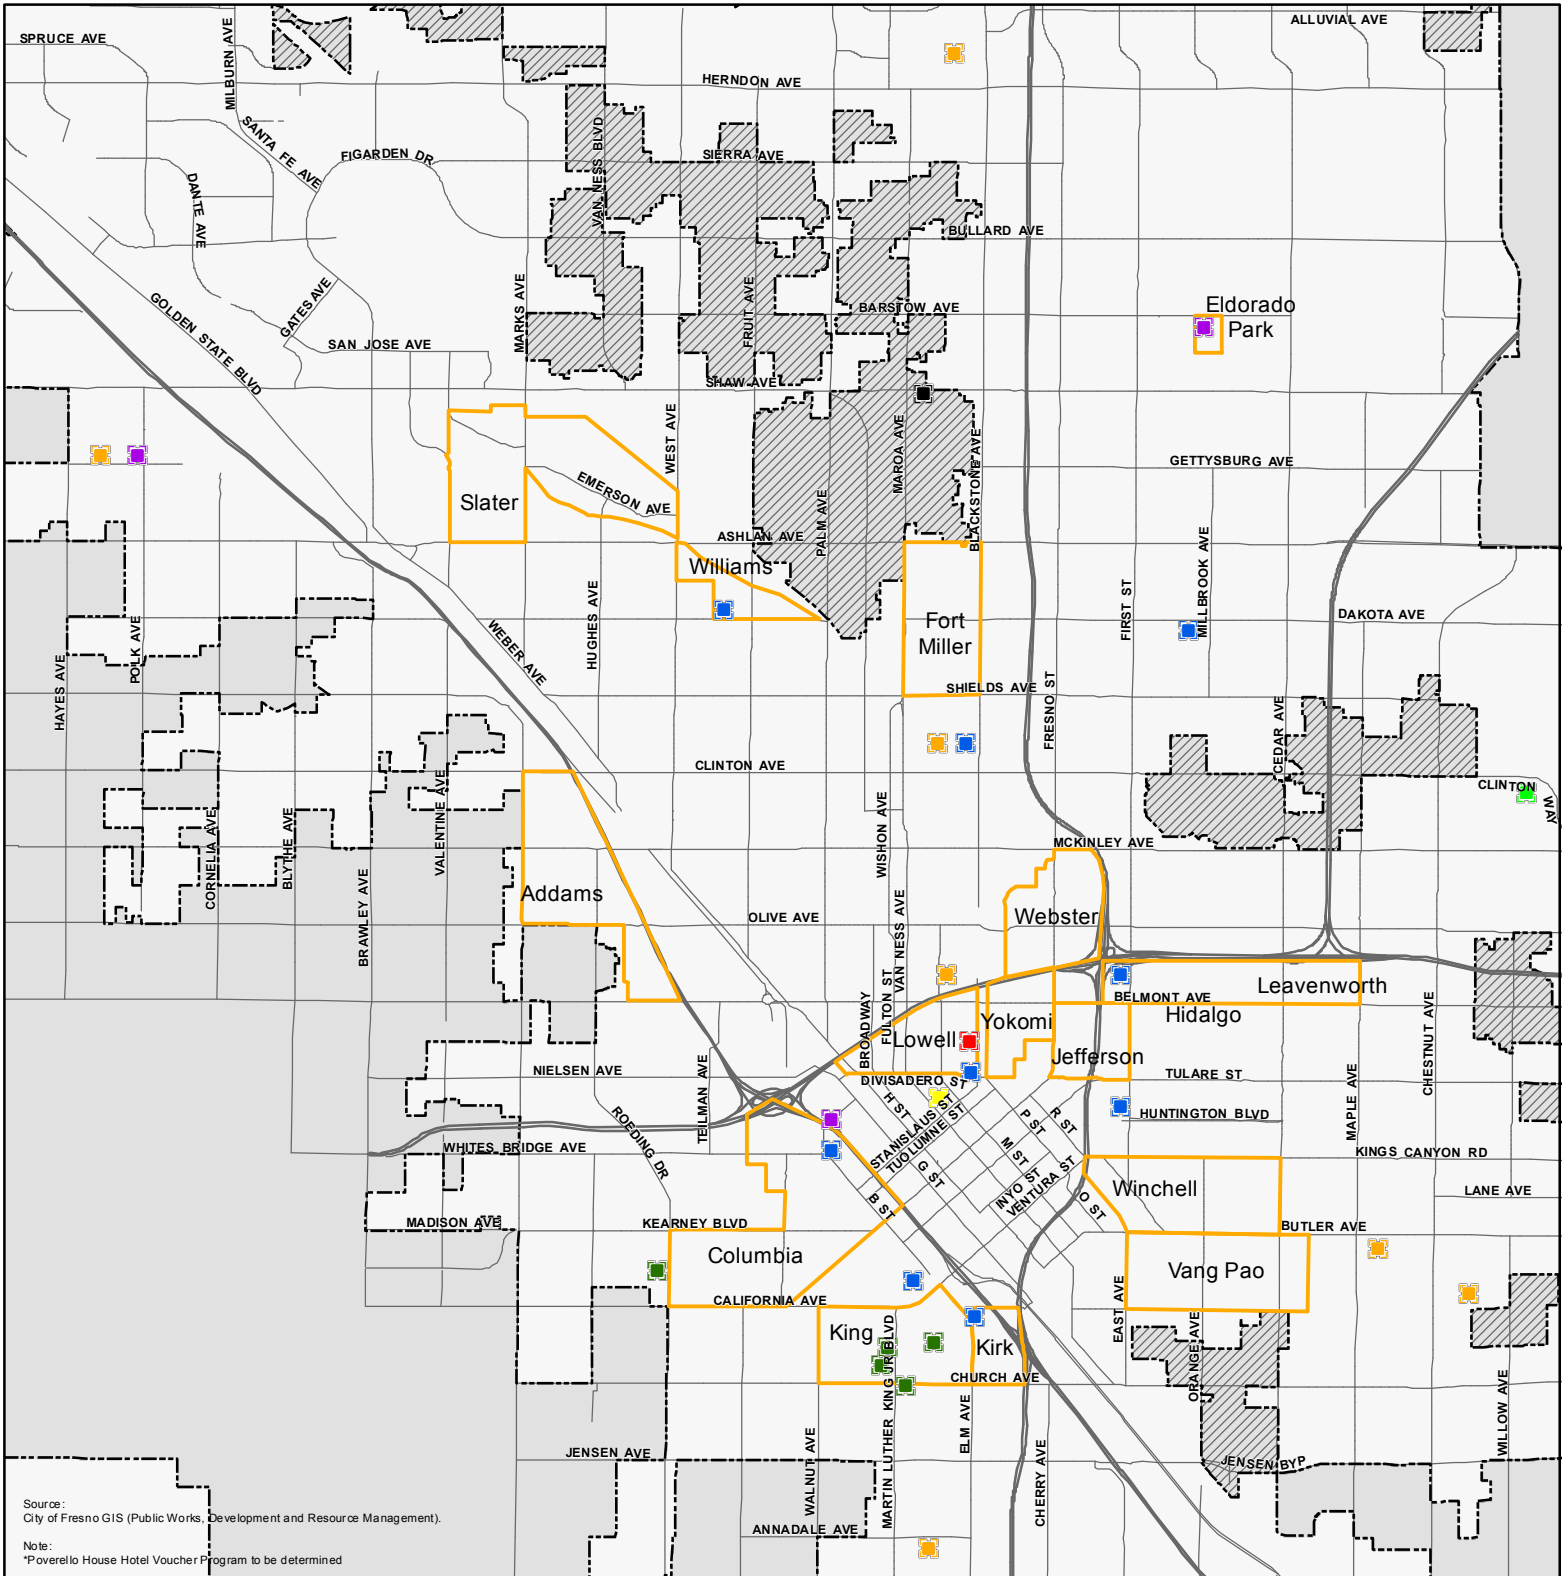 ALLUVIAL AVE
SPRUCE AVE
MILBURN AVE
HERNDON AVE
SANTA FE AVE
FIGARDEN DR
VAN NESS BLVD
SIERRA AVE
DANTE AVE
BULLARD AVE
GOLDEN STATE BLVD
GATES AVE
MARKS AVE
FRUIT AVE
BARSTOW AVE
Eldorado
Park
SAN JOSE AVE
SHAW AVE
WEST AVE
MAROA AVE
BLACKSTONE AVE
GETTYSBURG AVE
Slater
EMERSON AVE
PALM AVE
ASHLAN AVE
Williams
MILLBROOK AVE
FIRST ST
DAKOTA AVE
HUGHES AVE
Fort
Miller
POLK AVE
WEBER AVE
HAYES AVE
SHIELDS AVE
FRESNO ST
CEDAR AVE
CLINTON AVE
CLINTON
WAY
VALENTINE AVE
CORNELIA AVE
BLYTHE AVE
WISHON AVE
MCKINLEY AVE
BRAWLEY AVE
Addams
OLIVE AVE
VAN NESS AVE
Webster
Leavenworth
BELMONT AVE
Hidalgo
BROADWAY
FULTON ST
Lowell
Yokomi
Jefferson
CHESTNUT AVE
NIELSEN AVE
TEILMAN AVE
DIVISADERO ST
TULARE ST
MAPLE AVE
ROEDING DR
H ST
STANISLAUS ST
TUOLUMNE ST
P ST
R ST
HUNTINGTON BLVD
WHITES BRIDGE AVE
M ST
G ST
KINGS CANYON RD
INYO ST
VENTURA ST
O ST
Winchell
LANE AVE
B ST
MADISON AVE
KEARNEY BLVD
BUTLER AVE
Columbia
Vang Pao
CALIFORNIA AVE
EAST AVE
King
MARTIN LUTHER KING JR BLVD
Kirk
ORANGE AVE
CHURCH AVE
WILLOW AVE
WALNUT AVE
ELM AVE
JENSEN AVE
CHERRY AVE
JENSEN BYP
ANNADALE AVE
Source:
City of Fresno GIS (Public Works, Development and Resource Management).
Note:
*Poverello House Hotel Voucher Program to be determined